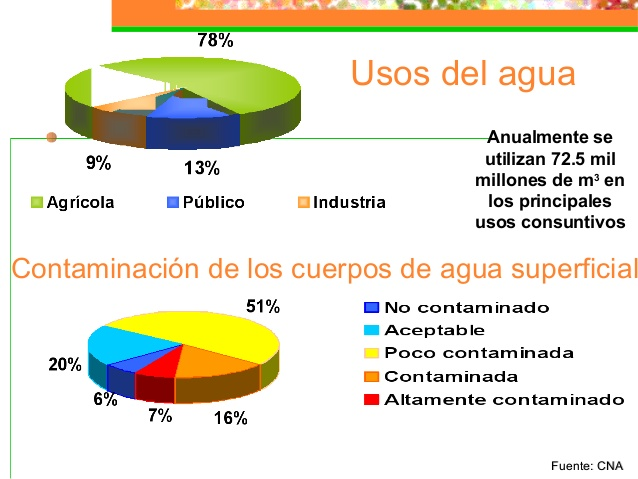 78%
Usos del agua
9%
13%
Agrícola
Público
Industria
Anualmente se
utilizan 72.5 mil
millones de m³ en
los principales
usos consuntivos
Contaminación de los cuerpos de agua superficial
51%
20%
6%
7%
16%
No contaminado
Aceptable
Poco contaminada
Contaminada
Altamente contaminado
Fuente: CNA